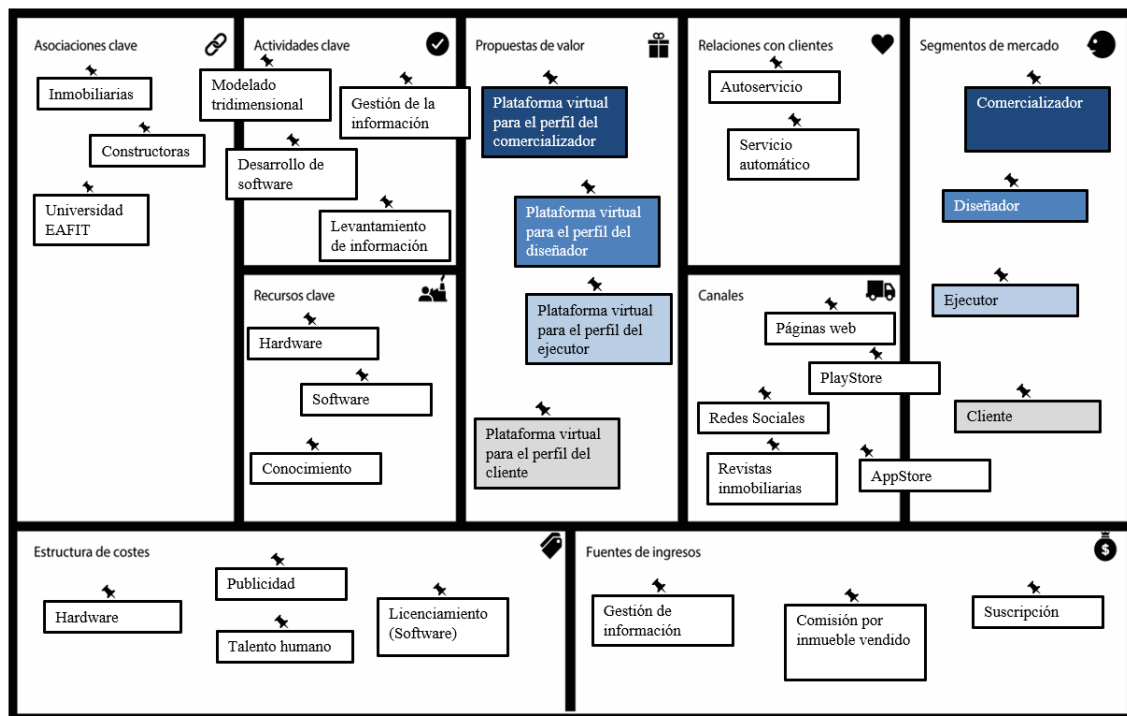 Asociaciones clave
Inmobiliarias
Constructoras
Universidad
EAFIT
Actividades clave
Modelado
tridimensional
Gestión de la
información
Desarrollo de
software
Levantamiento
de información
Recursos clave
Hardware
Software
Conocimiento
Propuestas de valor
Plataforma virtual
para el perfil del
comercializador
Plataforma virtual
para el perfil del
diseñador
Plataforma virtual
para el perfil del
ejecutor
Plataforma virtual
para el perfil del
cliente
Relaciones con clientes
Autoservicio
Servicio
automático
Canales
Páginas web
PlayStore
Redes Sociales
Revistas
inmobiliarias
AppStore
Segmentos de mercado
Comercializador
Diseñador
Ejecutor
Cliente
Estructura de costes
Hardware
Publicidad
Talento humano
Licenciamiento
(Software)
Fuentes de ingresos
Gestión de
información
Comisión por
inmueble vendido
Suscripción